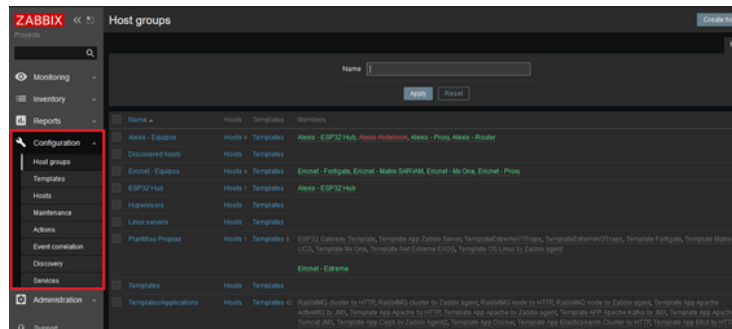 ZABBIX
Host groups
Create ho
Projects
Monitoring
Inventory
Reports
Configuration
Host groups
Templates
Hosts
Maintenance
Actions
Event correlation
Discovery
Services
Administration
Support
Name
Apply Reset
Name Hosts Templates Members
Alexis - Equipos Hosts 4 Templates Alexis - ESP32 Hub, Alexis-Notebook, Alexis - Proxy, Alexis - Router
Discovered hosts Hosts Templates
Ericnet - Equipos Hosts 4 Templates Ericnet - Fortigate, Ericnet - Matrix SARVAM, Ericnet - Mx One, Ericnet - Proxy
ESP32 Hub Hosts 1 Templates Alexis - ESP32 Hub
Hypervisors Hosts Templates
Linux servers Hosts Templates
Plantillas Propias Hosts 1 Templates 9 ESP32 Gateway Template, Template App Zabbix Server, TemplateExtremeV1Traps, TemplateExtremeV2Traps, Template Fortigate, Template Matrix
UCS, Template Mx One, Template Net Extreme EXOS, Template OS Linux by Zabbix agent
Ericnet - Extreme
Templates Hosts Templates
Templates/Applications Hosts Templates 42 RabbitMQ cluster by HTTP, RabbitMQ cluster by Zabbix agent, RabbitMQ node by HTTP, RabbitMQ node by Zabbix agent, Template App Apache
ActiveMQ by JMX, Template App Apache by HTTP, Template App Apache by Zabbix agent, Template APP Apache Kafka by JMX, Template App Apach
Tomcat JMX, Template App Ceph by Zabbix Agent2, Template App Docker, Template App Elasticsearch Cluster by HTTP, Template App Etcd by HTT